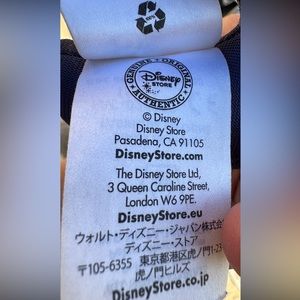 GENUINE • ORIGINAL
Disney
STORE
AUTHENTIC
© Disney
Disney Store
Pasadena, CA 91105
DisneyStore.com
The Disney Store Ltd,
3 Queen Caroline Street,
London W6 9PE.
DisneyStore.eu
ウォルト・ディズニー・ジャパン株式会
ディズニー・ストア
〒105-6355 東京都港区虎ノ門1-23
虎ノ門ヒルズ
DisneyStore.co.jp